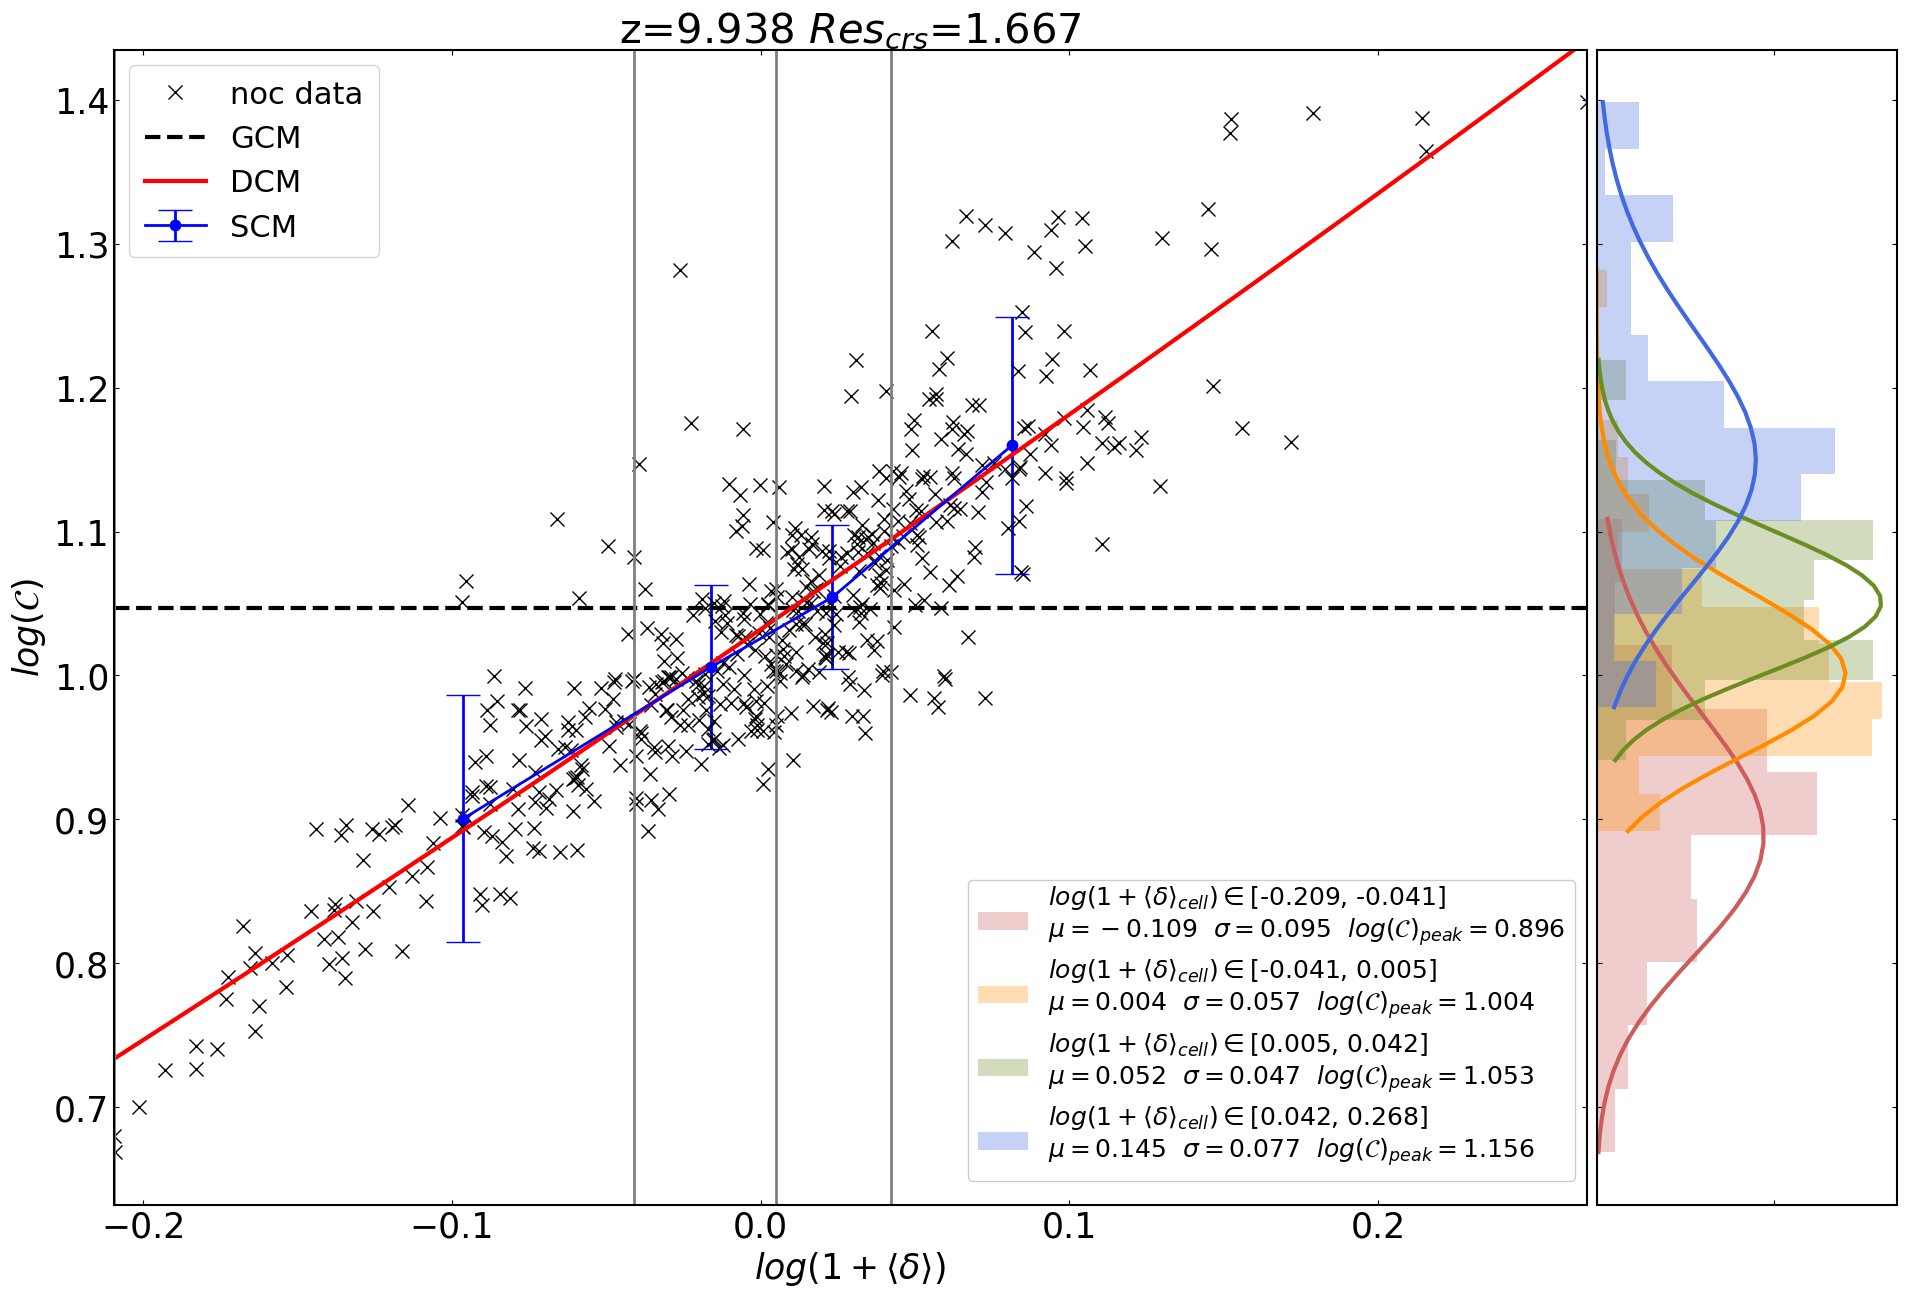 z=9.938 Res_crs=1.667
noc data
GCM
DCM
SCM
log(𝒞)
1.4
1.3
1.2
1.1
1.0
0.9
0.8
0.7
log(1 + ⟨δ⟩_cell) ∈ [-0.209, -0.041]
μ = −0.109 σ = 0.095 log(𝒞)_peak = 0.896
log(1 + ⟨δ⟩_cell) ∈ [-0.041, 0.005]
μ = 0.004 σ = 0.057 log(𝒞)_peak = 1.004
log(1 + ⟨δ⟩_cell) ∈ [0.005, 0.042]
μ = 0.052 σ = 0.047 log(𝒞)_peak = 1.053
log(1 + ⟨δ⟩_cell) ∈ [0.042, 0.268]
μ = 0.145 σ = 0.077 log(𝒞)_peak = 1.156
−0.2 −0.1 0.0 0.1 0.2
log(1 + ⟨δ⟩)